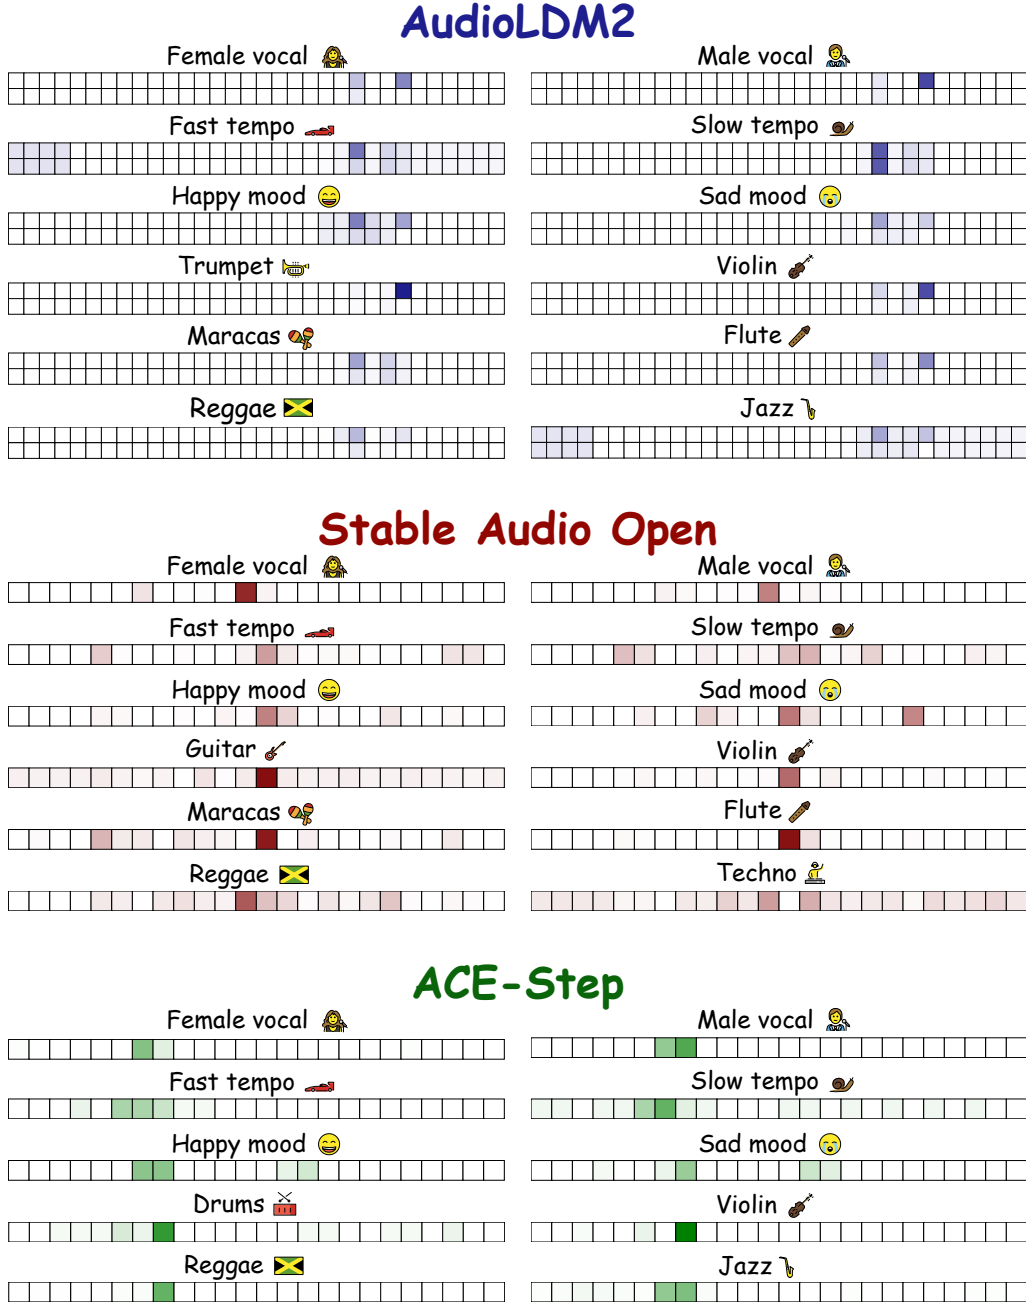 AudioLDM2
Female vocal
Male vocal
Fast tempo
Slow tempo
Happy mood
Sad mood
Trumpet
Violin
Maracas
Flute
Reggae
Jazz
Stable Audio Open
Female vocal
Male vocal
Fast tempo
Slow tempo
Happy mood
Sad mood
Guitar
Violin
Maracas
Flute
Reggae
Techno
ACE-Step
Female vocal
Male vocal
Fast tempo
Slow tempo
Happy mood
Sad mood
Drums
Violin
Reggae
Jazz